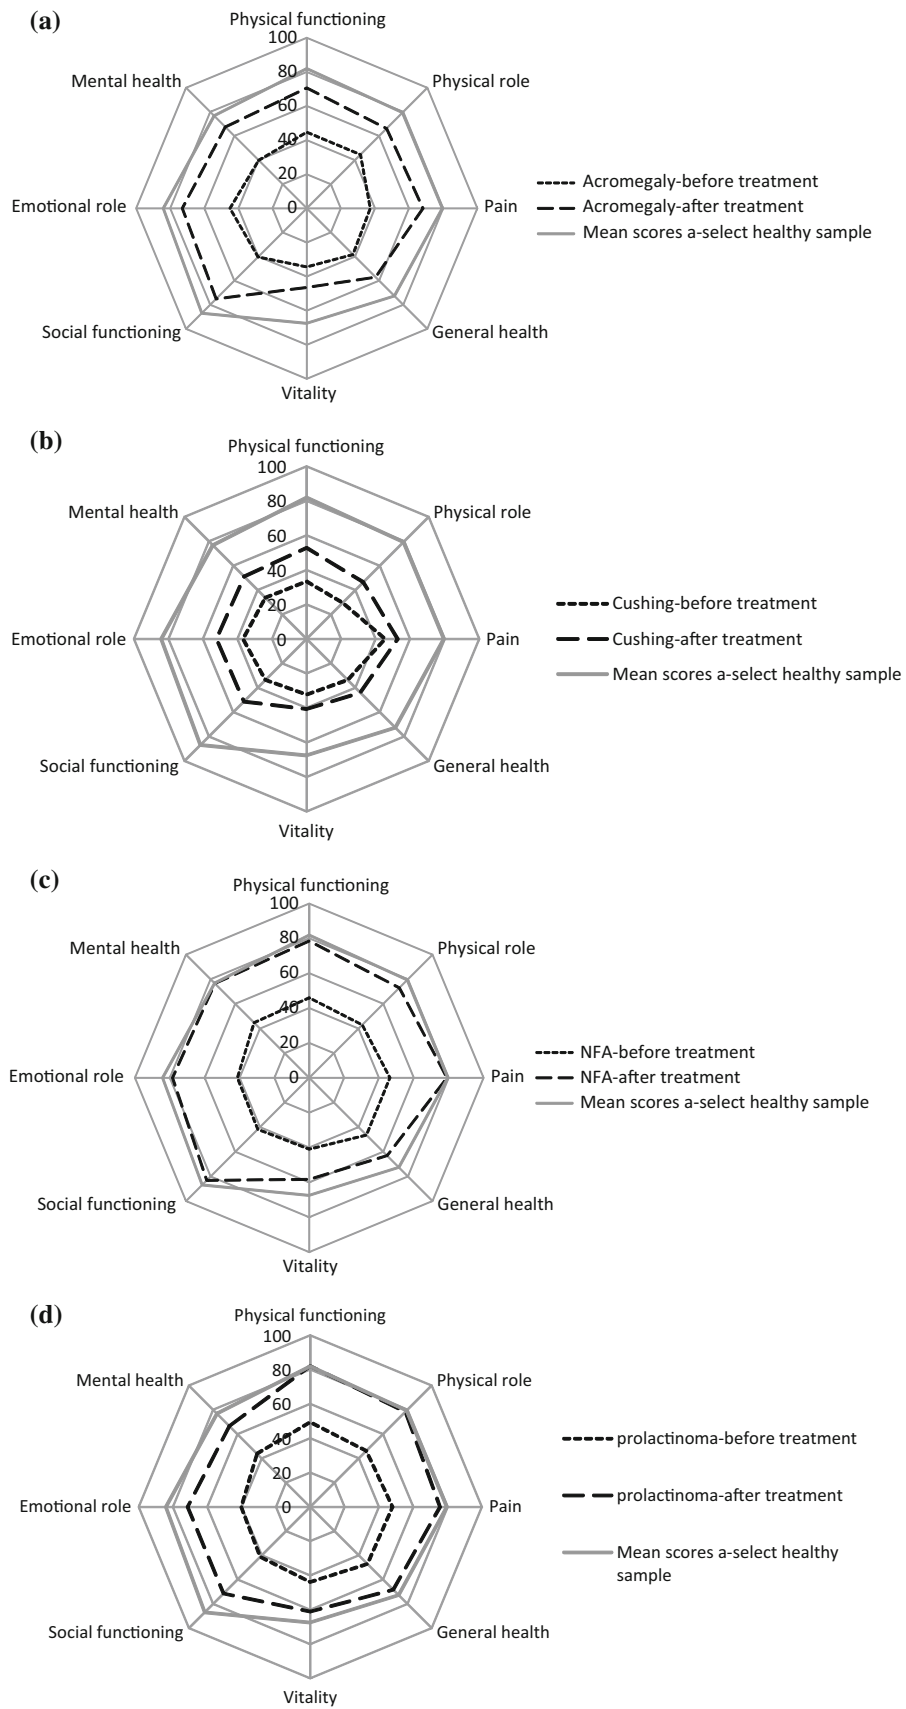 (a)
Physical functioning
100
80
60
40
20
0
Mental health
Physical role
Emotional role
Pain
Social functioning
General health
Vitality
Acromegaly-before treatment
Acromegaly-after treatment
Mean scores a-select healthy sample
(b)
Physical functioning
100
80
60
40
20
0
Mental health
Physical role
Emotional role
Pain
Social functioning
General health
Vitality
Cushing-before treatment
Cushing-after treatment
Mean scores a-select healthy sample
(c)
Physical functioning
100
80
60
40
20
0
Mental health
Physical role
Emotional role
Pain
Social functioning
General health
Vitality
NFA-before treatment
NFA-after treatment
Mean scores a-select healthy sample
(d)
Physical functioning
100
80
60
40
20
0
Mental health
Physical role
Emotional role
Pain
Social functioning
General health
Vitality
prolactinoma-before treatment
prolactinoma-after treatment
Mean scores a-select healthy
sample